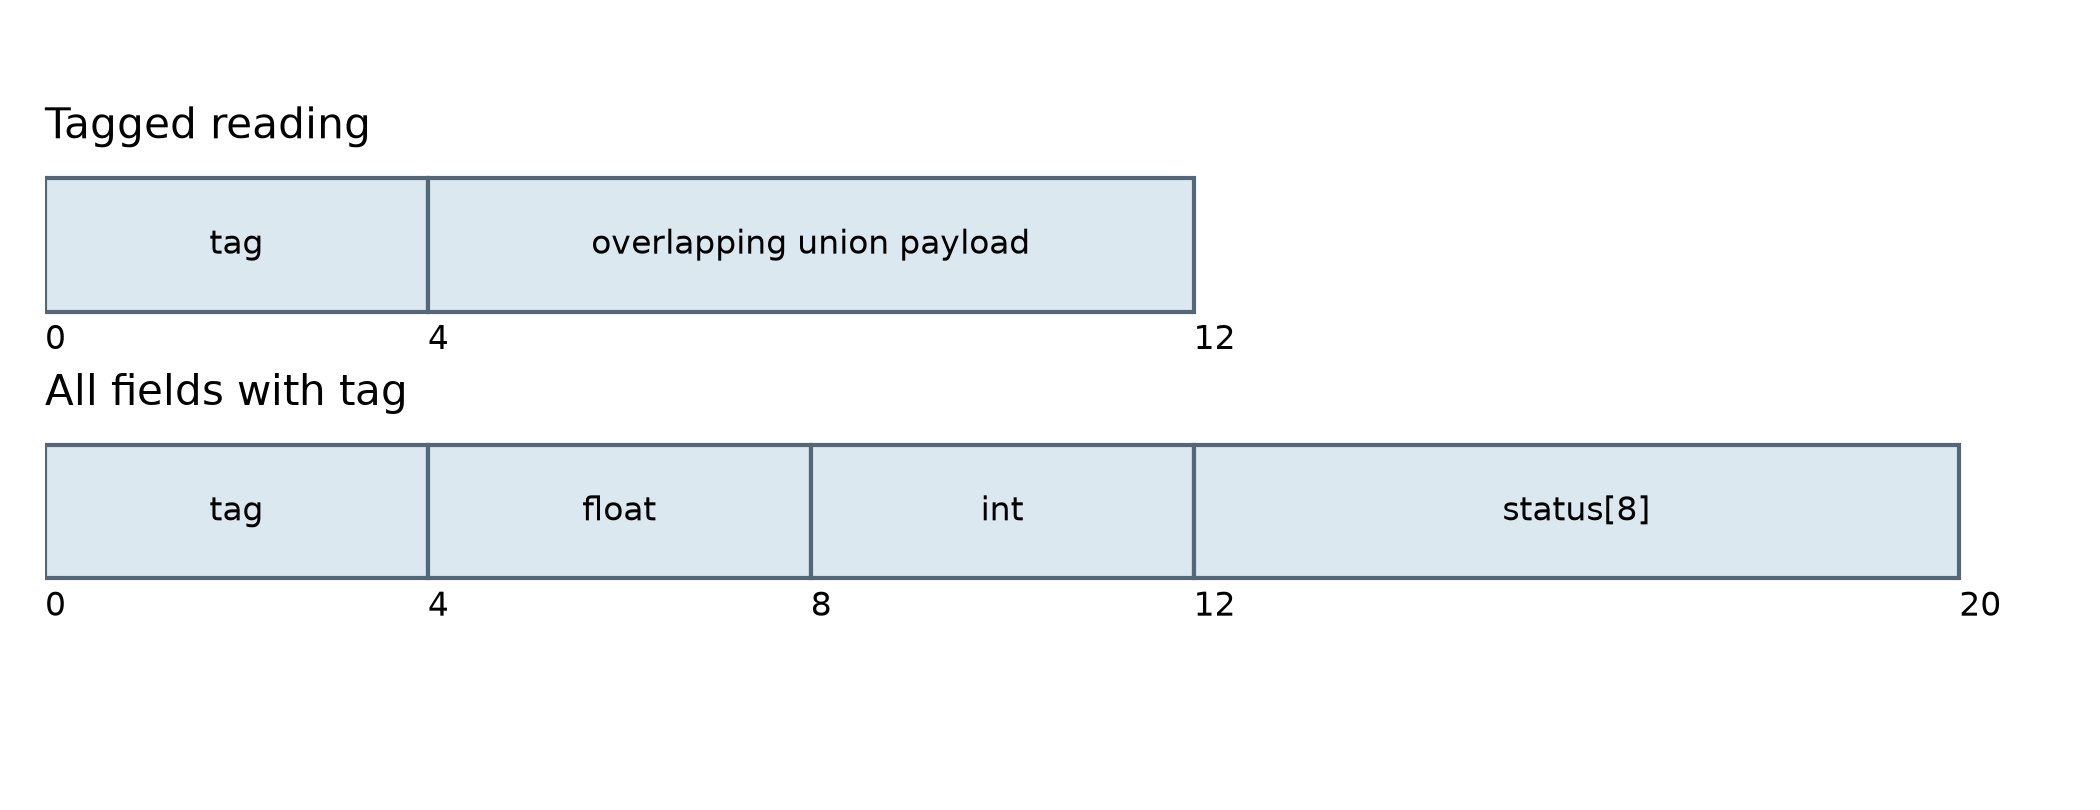 Tagged reading
tag overlapping union payload
0 4 12
All fields with tag
tag float int status[8]
0 4 8 12 20